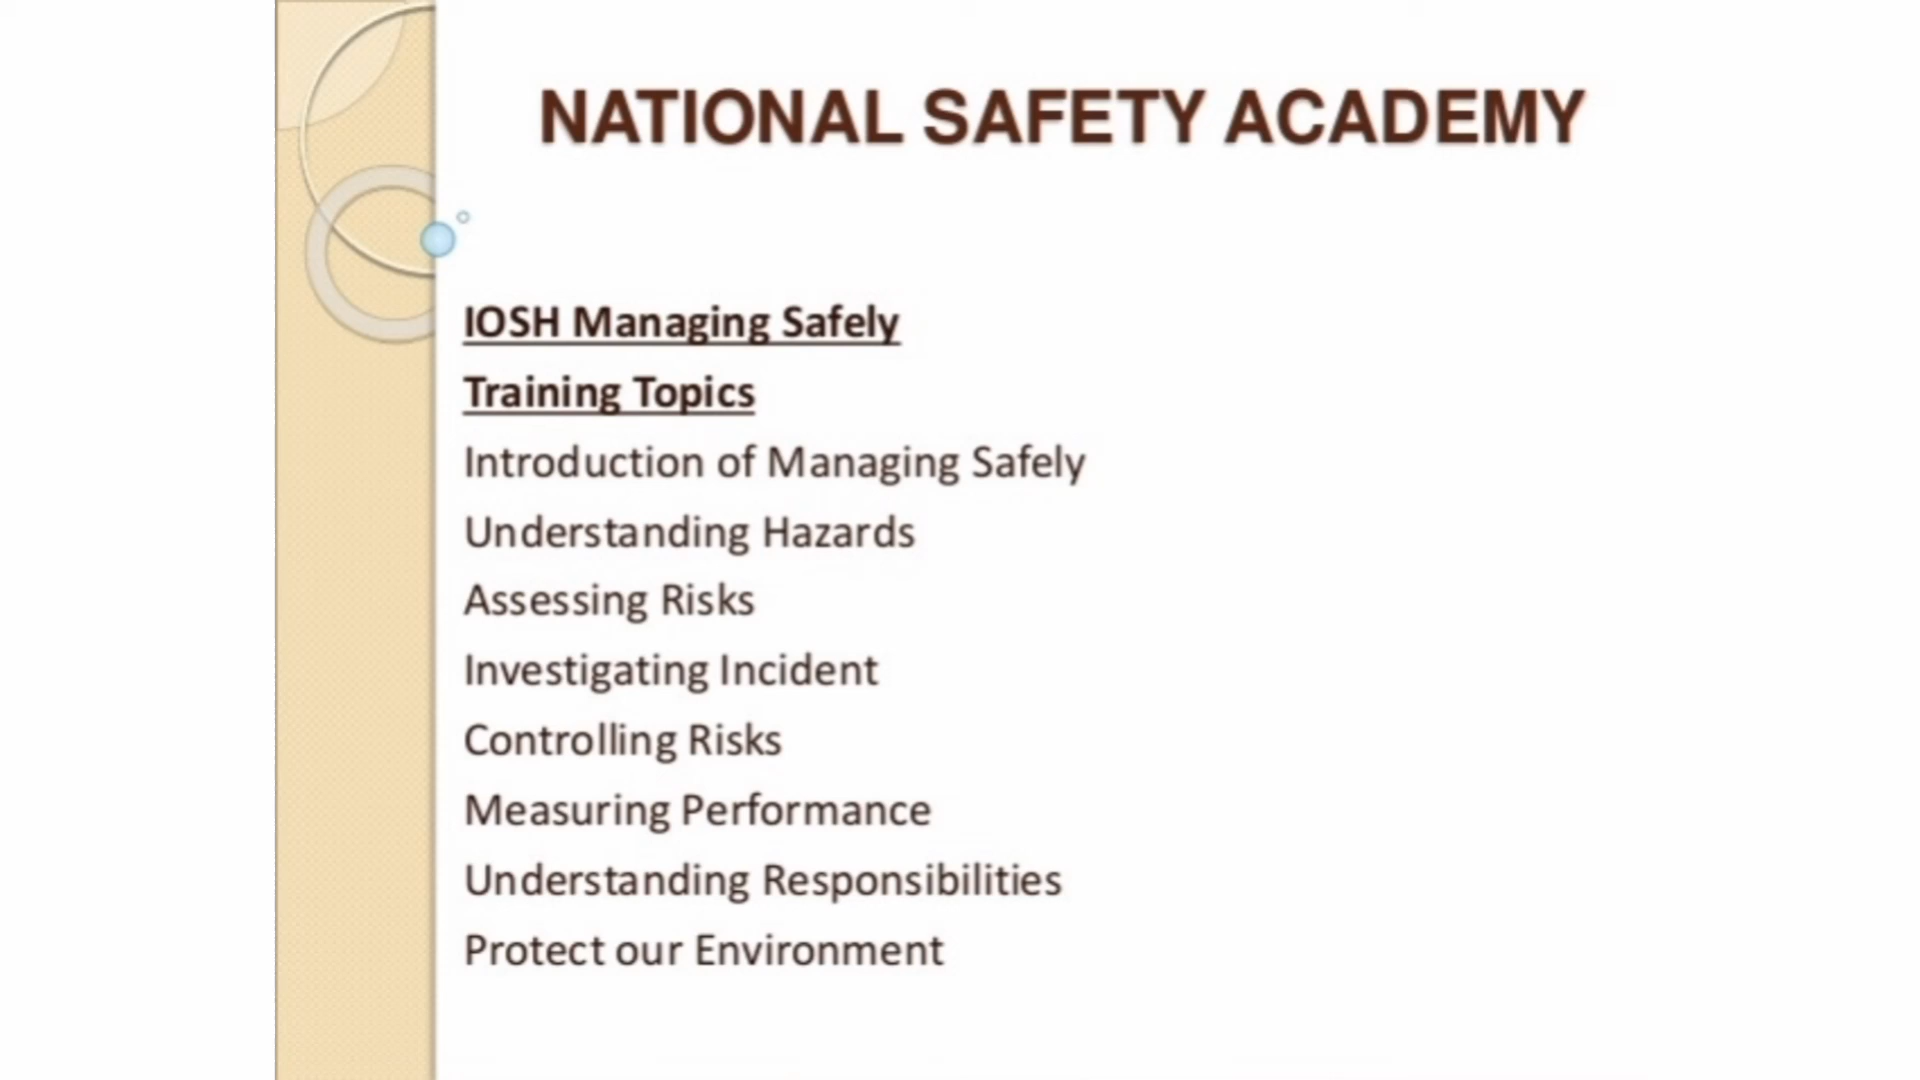 NATIONAL SAFETY ACADEMY
IOSH Managing Safely
Training Topics
Introduction of Managing Safely
Understanding Hazards
Assessing Risks
Investigating Incident
Controlling Risks
Measuring Performance
Understanding Responsibilities
Protect our Environment